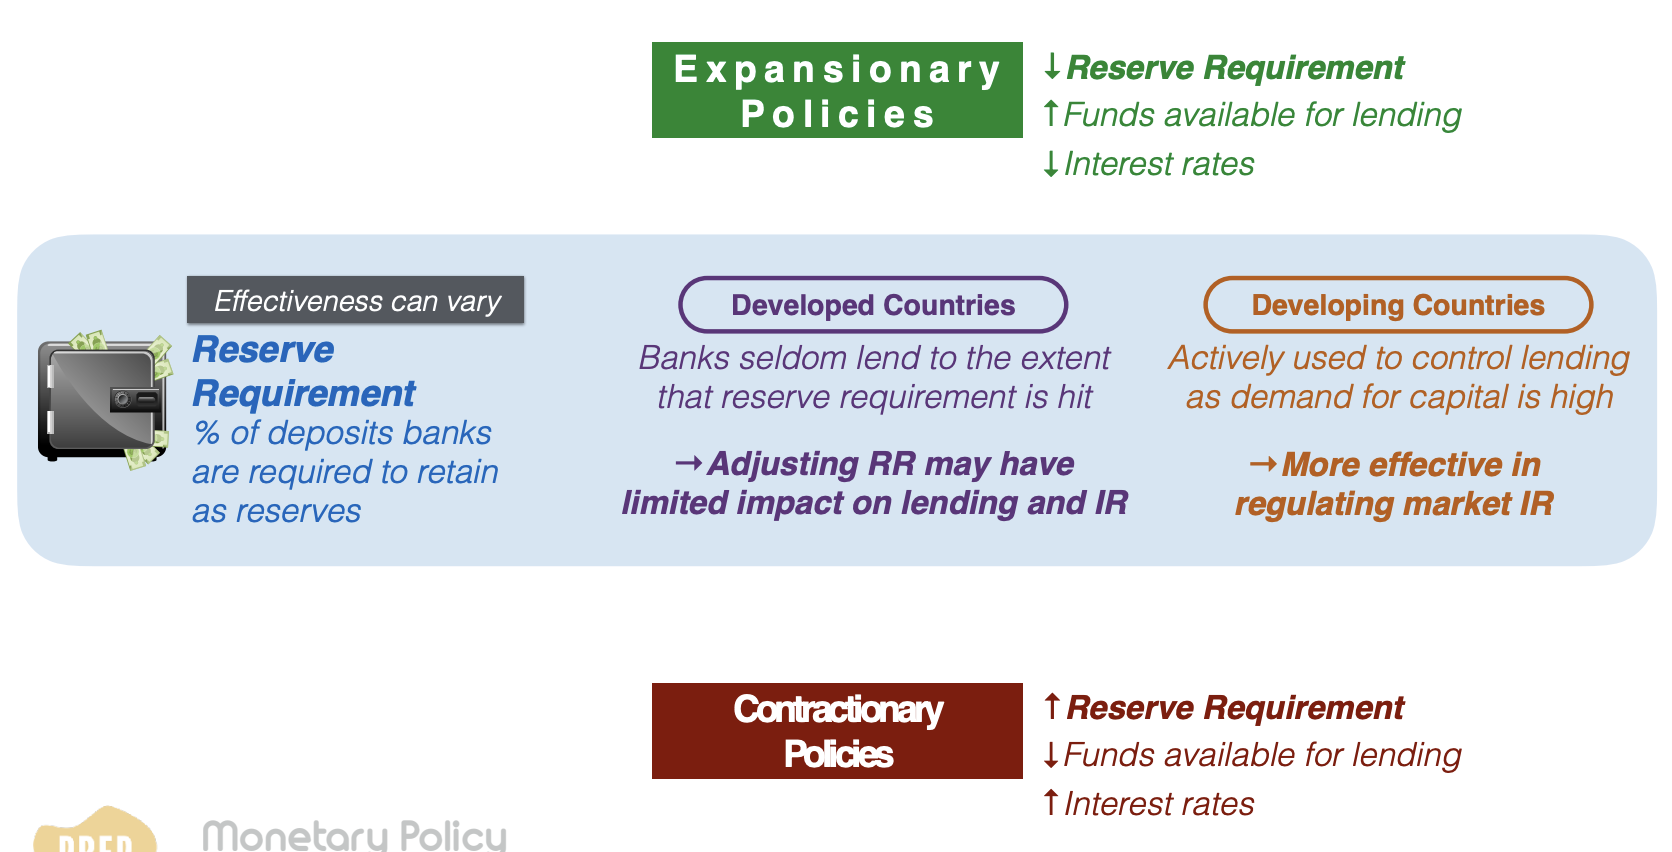 Expansionary
Policies
↓Reserve Requirement
↑Funds available for lending
↓Interest rates
Effectiveness can vary
Reserve
Requirement
% of deposits banks
are required to retain
as reserves
Developed Countries
Banks seldom lend to the extent
that reserve requirement is hit
→Adjusting RR may have
limited impact on lending and IR
Developing Countries
Actively used to control lending
as demand for capital is high
→More effective in
regulating market IR
Contractionary
Policies
↑Reserve Requirement
↓Funds available for lending
↑Interest rates
PREP
Monetary Policy